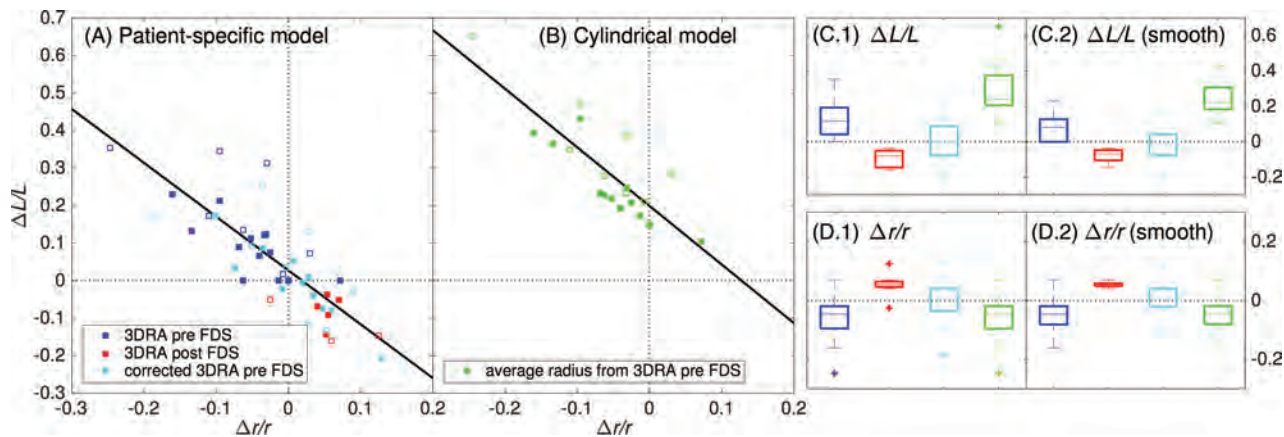 (A) Patient-specific model
(B) Cylindrical model
0.7
0.6
0.5
0.4
0.3
0.2
0.1
0
-0.1
-0.2
-0.3
ΔL/L
3DRA pre FDS
3DRA post FDS
corrected 3DRA pre FDS
average radius from 3DRA pre FDS
-0.3 -0.2 -0.1 0 0.1 0.2 -0.2 -0.1 0 0.1 0.2
Δr/r Δr/r
(C.1) ΔL/L
(C.2) ΔL/L (smooth)
0.6
0.4
0.2
0
-0.2
(D.1) Δr/r
(D.2) Δr/r (smooth)
0.2
0
-0.2